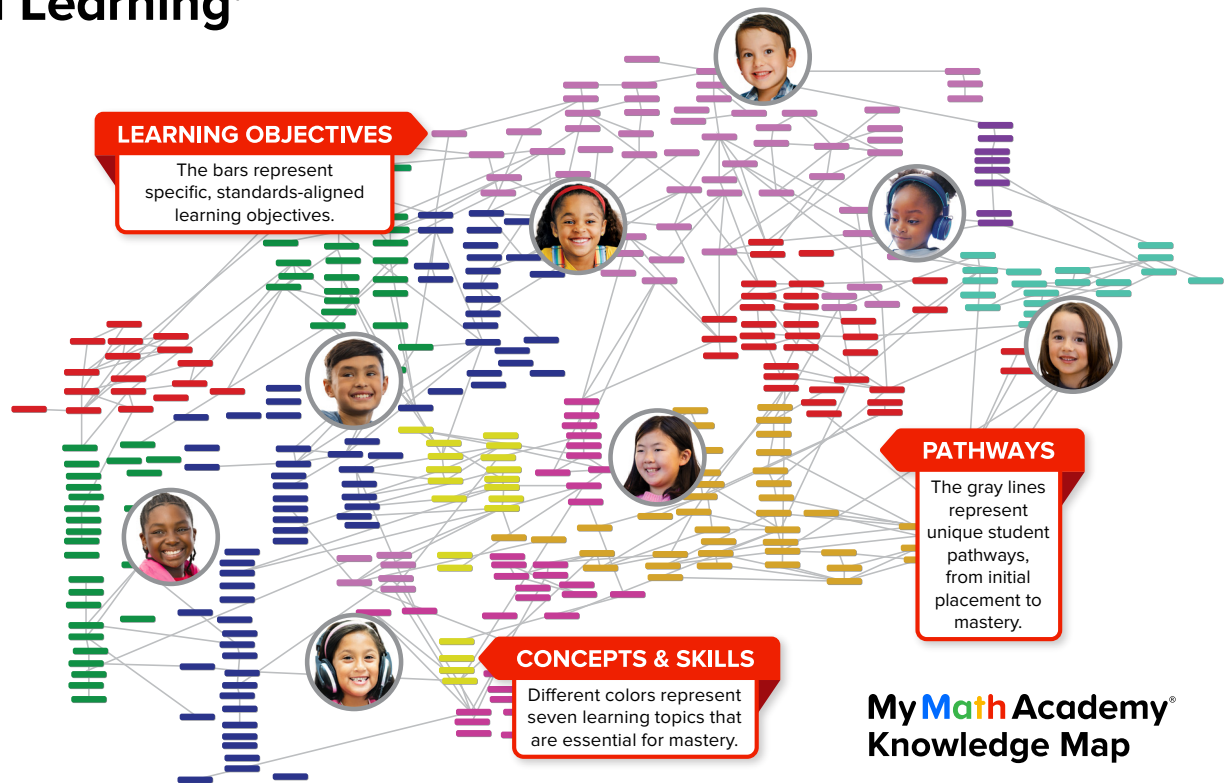 Learning
LEARNING OBJECTIVES
The bars represent
specific, standards-aligned
learning objectives.
PATHWAYS
The gray lines
represent
unique student
pathways,
from initial
placement to
mastery.
CONCEPTS & SKILLS
Different colors represent
seven learning topics that
are essential for mastery.
My Math Academy®
Knowledge Map